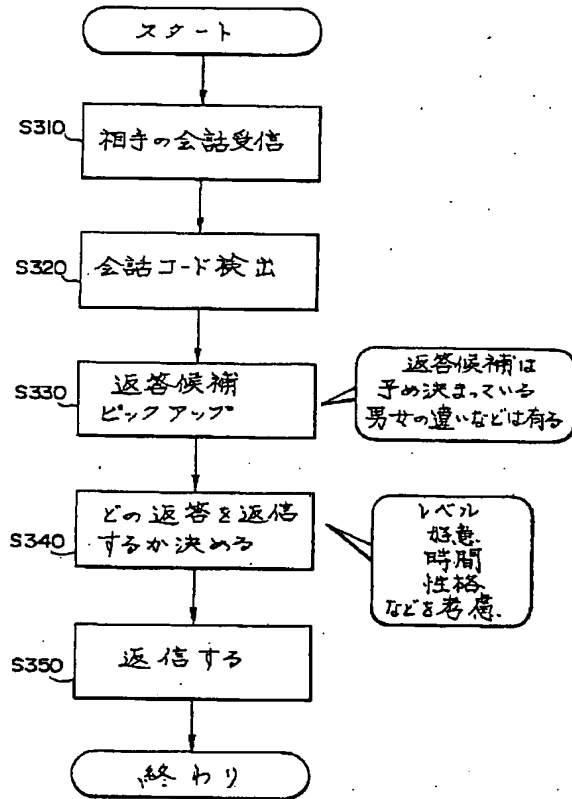 スタート
S310
相手の会話受信
S320
会話コード検出
S330
返答候補
ピックアップ
返答候補は
予め決まっている
男女の違いなどは有る
S340
どの返答を返信
するか決める
レベル
好意
時間
性格
などを考慮
S350
返信する
終わり